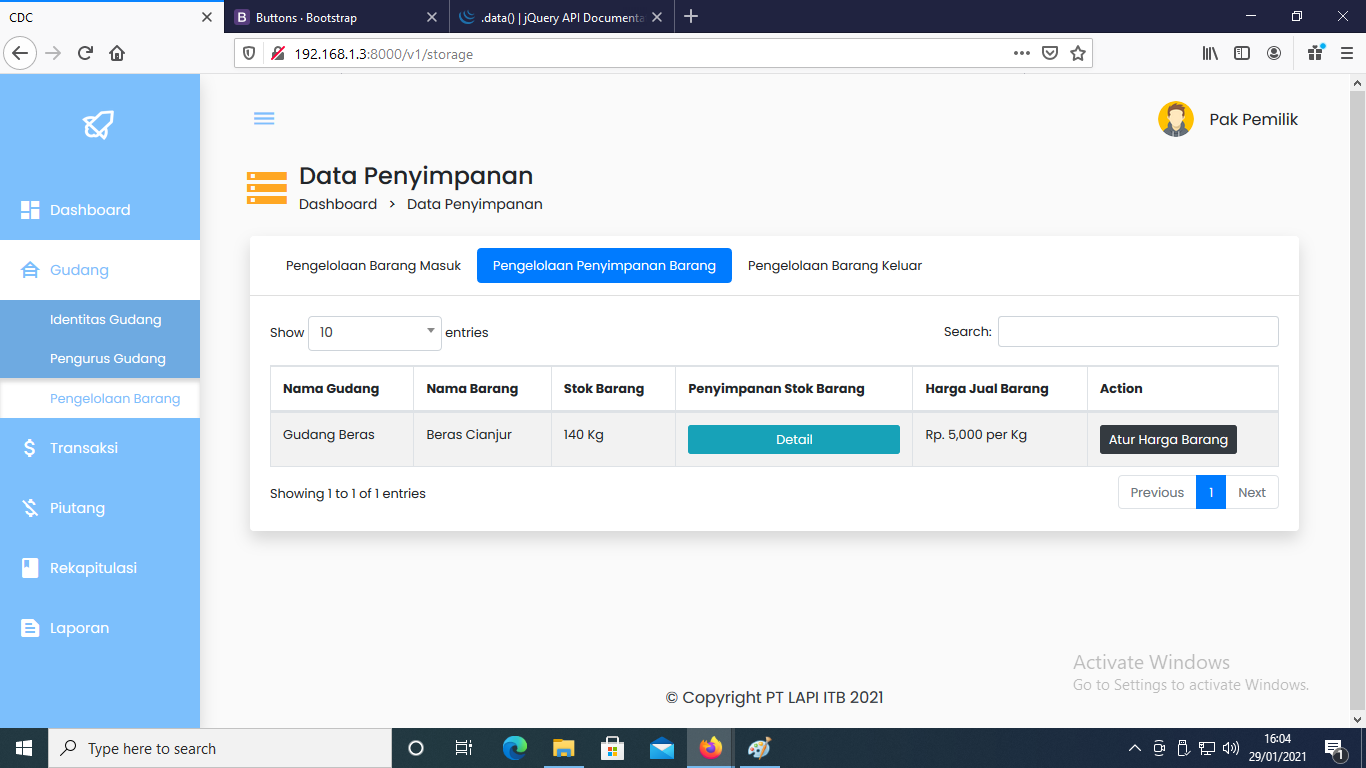 CDC
Buttons · Bootstrap
.data() | jQuery API Documenta
192.168.1.3:8000/v1/storage
Pak Pemilik
Data Penyimpanan
Dashboard > Data Penyimpanan
Dashboard
Gudang
Identitas Gudang
Pengurus Gudang
Pengelolaan Barang
Transaksi
Piutang
Rekapitulasi
Laporan
Pengelolaan Barang Masuk Pengelolaan Penyimpanan Barang Pengelolaan Barang Keluar
Show 10 entries Search:
Nama Gudang Nama Barang Stok Barang Penyimpanan Stok Barang Harga Jual Barang Action
Gudang Beras Beras Cianjur 140 Kg Detail Rp. 5,000 per Kg Atur Harga Barang
Showing 1 to 1 of 1 entries Previous 1 Next
Activate Windows
Go to Settings to activate Windows.
© Copyright PT LAPI ITB 2021
Type here to search
16:04
29/01/2021
1